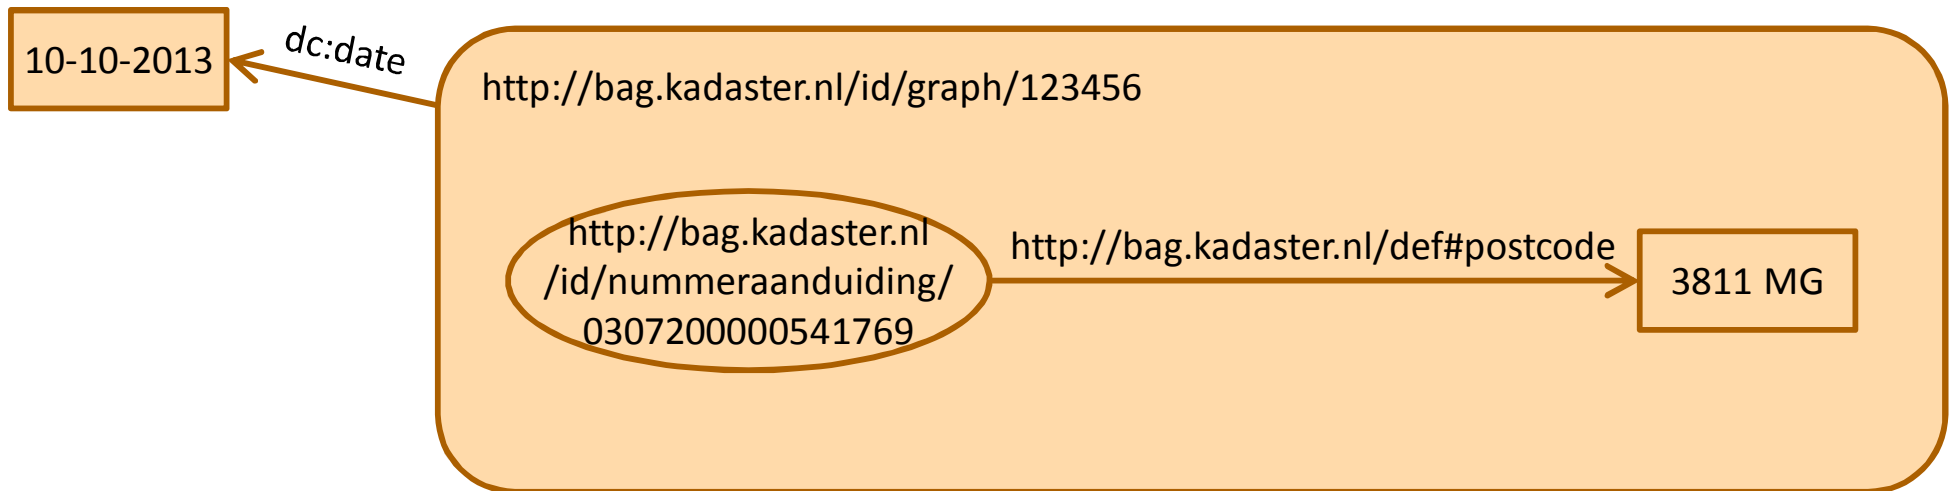 10-10-2013
dc:date
http://bag.kadaster.nl/id/graph/123456
http://bag.kadaster.nl
/id/nummeraanduiding/
0307200000541769
http://bag.kadaster.nl/def#postcode
3811 MG